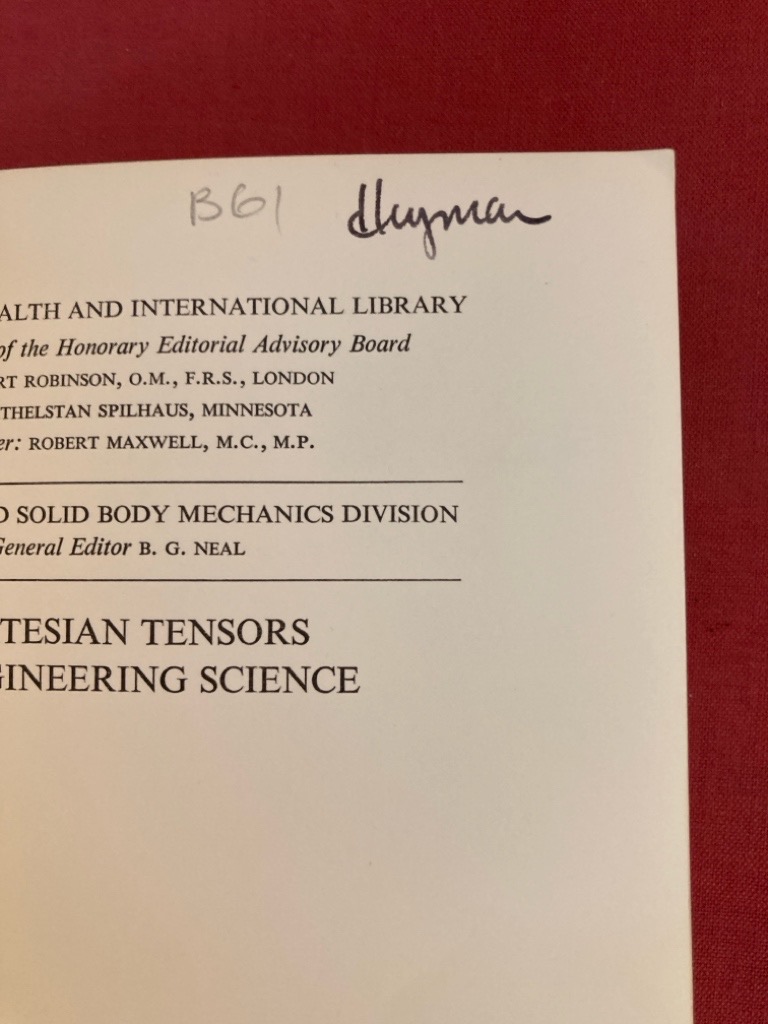 B61 Heyman
ALTH AND INTERNATIONAL LIBRARY
of the Honorary Editorial Advisory Board
RT ROBINSON, O.M., F.R.S., LONDON
THELSTAN SPILHAUS, MINNESOTA
er: ROBERT MAXWELL, M.C., M.P.
D SOLID BODY MECHANICS DIVISION
General Editor B. G. NEAL
TESIAN TENSORS
GINEERING SCIENCE